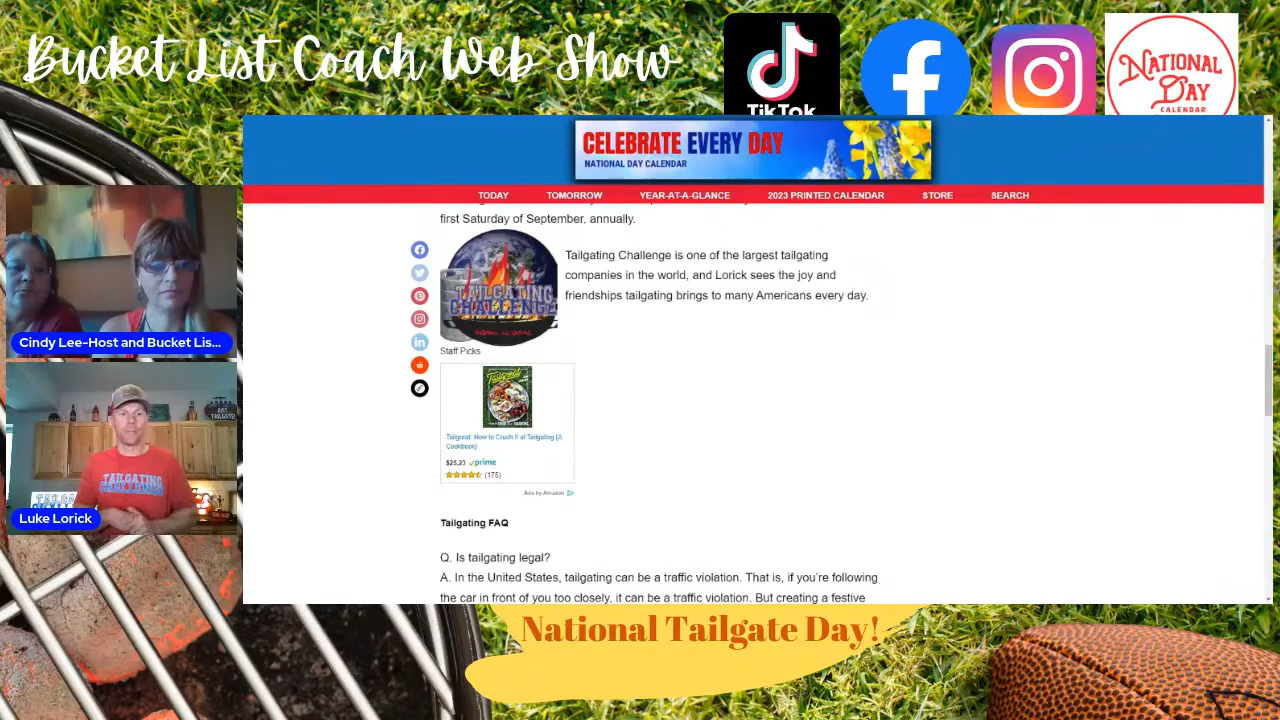 Bucket List Coach Web Show
TikTok
NATIONAL
DAY
CALENDAR
CELEBRATE EVERY DAY
NATIONAL DAY CALENDAR
TODAY
TOMORROW
YEAR-AT-A-GLANCE
2023 PRINTED CALENDAR
STORE
SEARCH
first Saturday of September, annually.
Tailgating Challenge is one of the largest tailgating
companies in the world, and Lorick sees the joy and
friendships tailgating brings to many Americans every day.
TAILGATING
CHALLENGE
Staff Picks
Tailgreat
Tailgreat: How to Crush It at Tailgating [A
Cookbook]
$25.23 prime
(175)
Ads by Amazon
Tailgating FAQ
Q. Is tailgating legal?
A. In the United States, tailgating can be a traffic violation. That is, if you're following
the car in front of you too closely, it can be a traffic violation. But creating a festive
Cindy Lee-Host and Bucket Lis...
TAILGATING
CHALLENGE
Luke Lorick
National Tailgate Day!